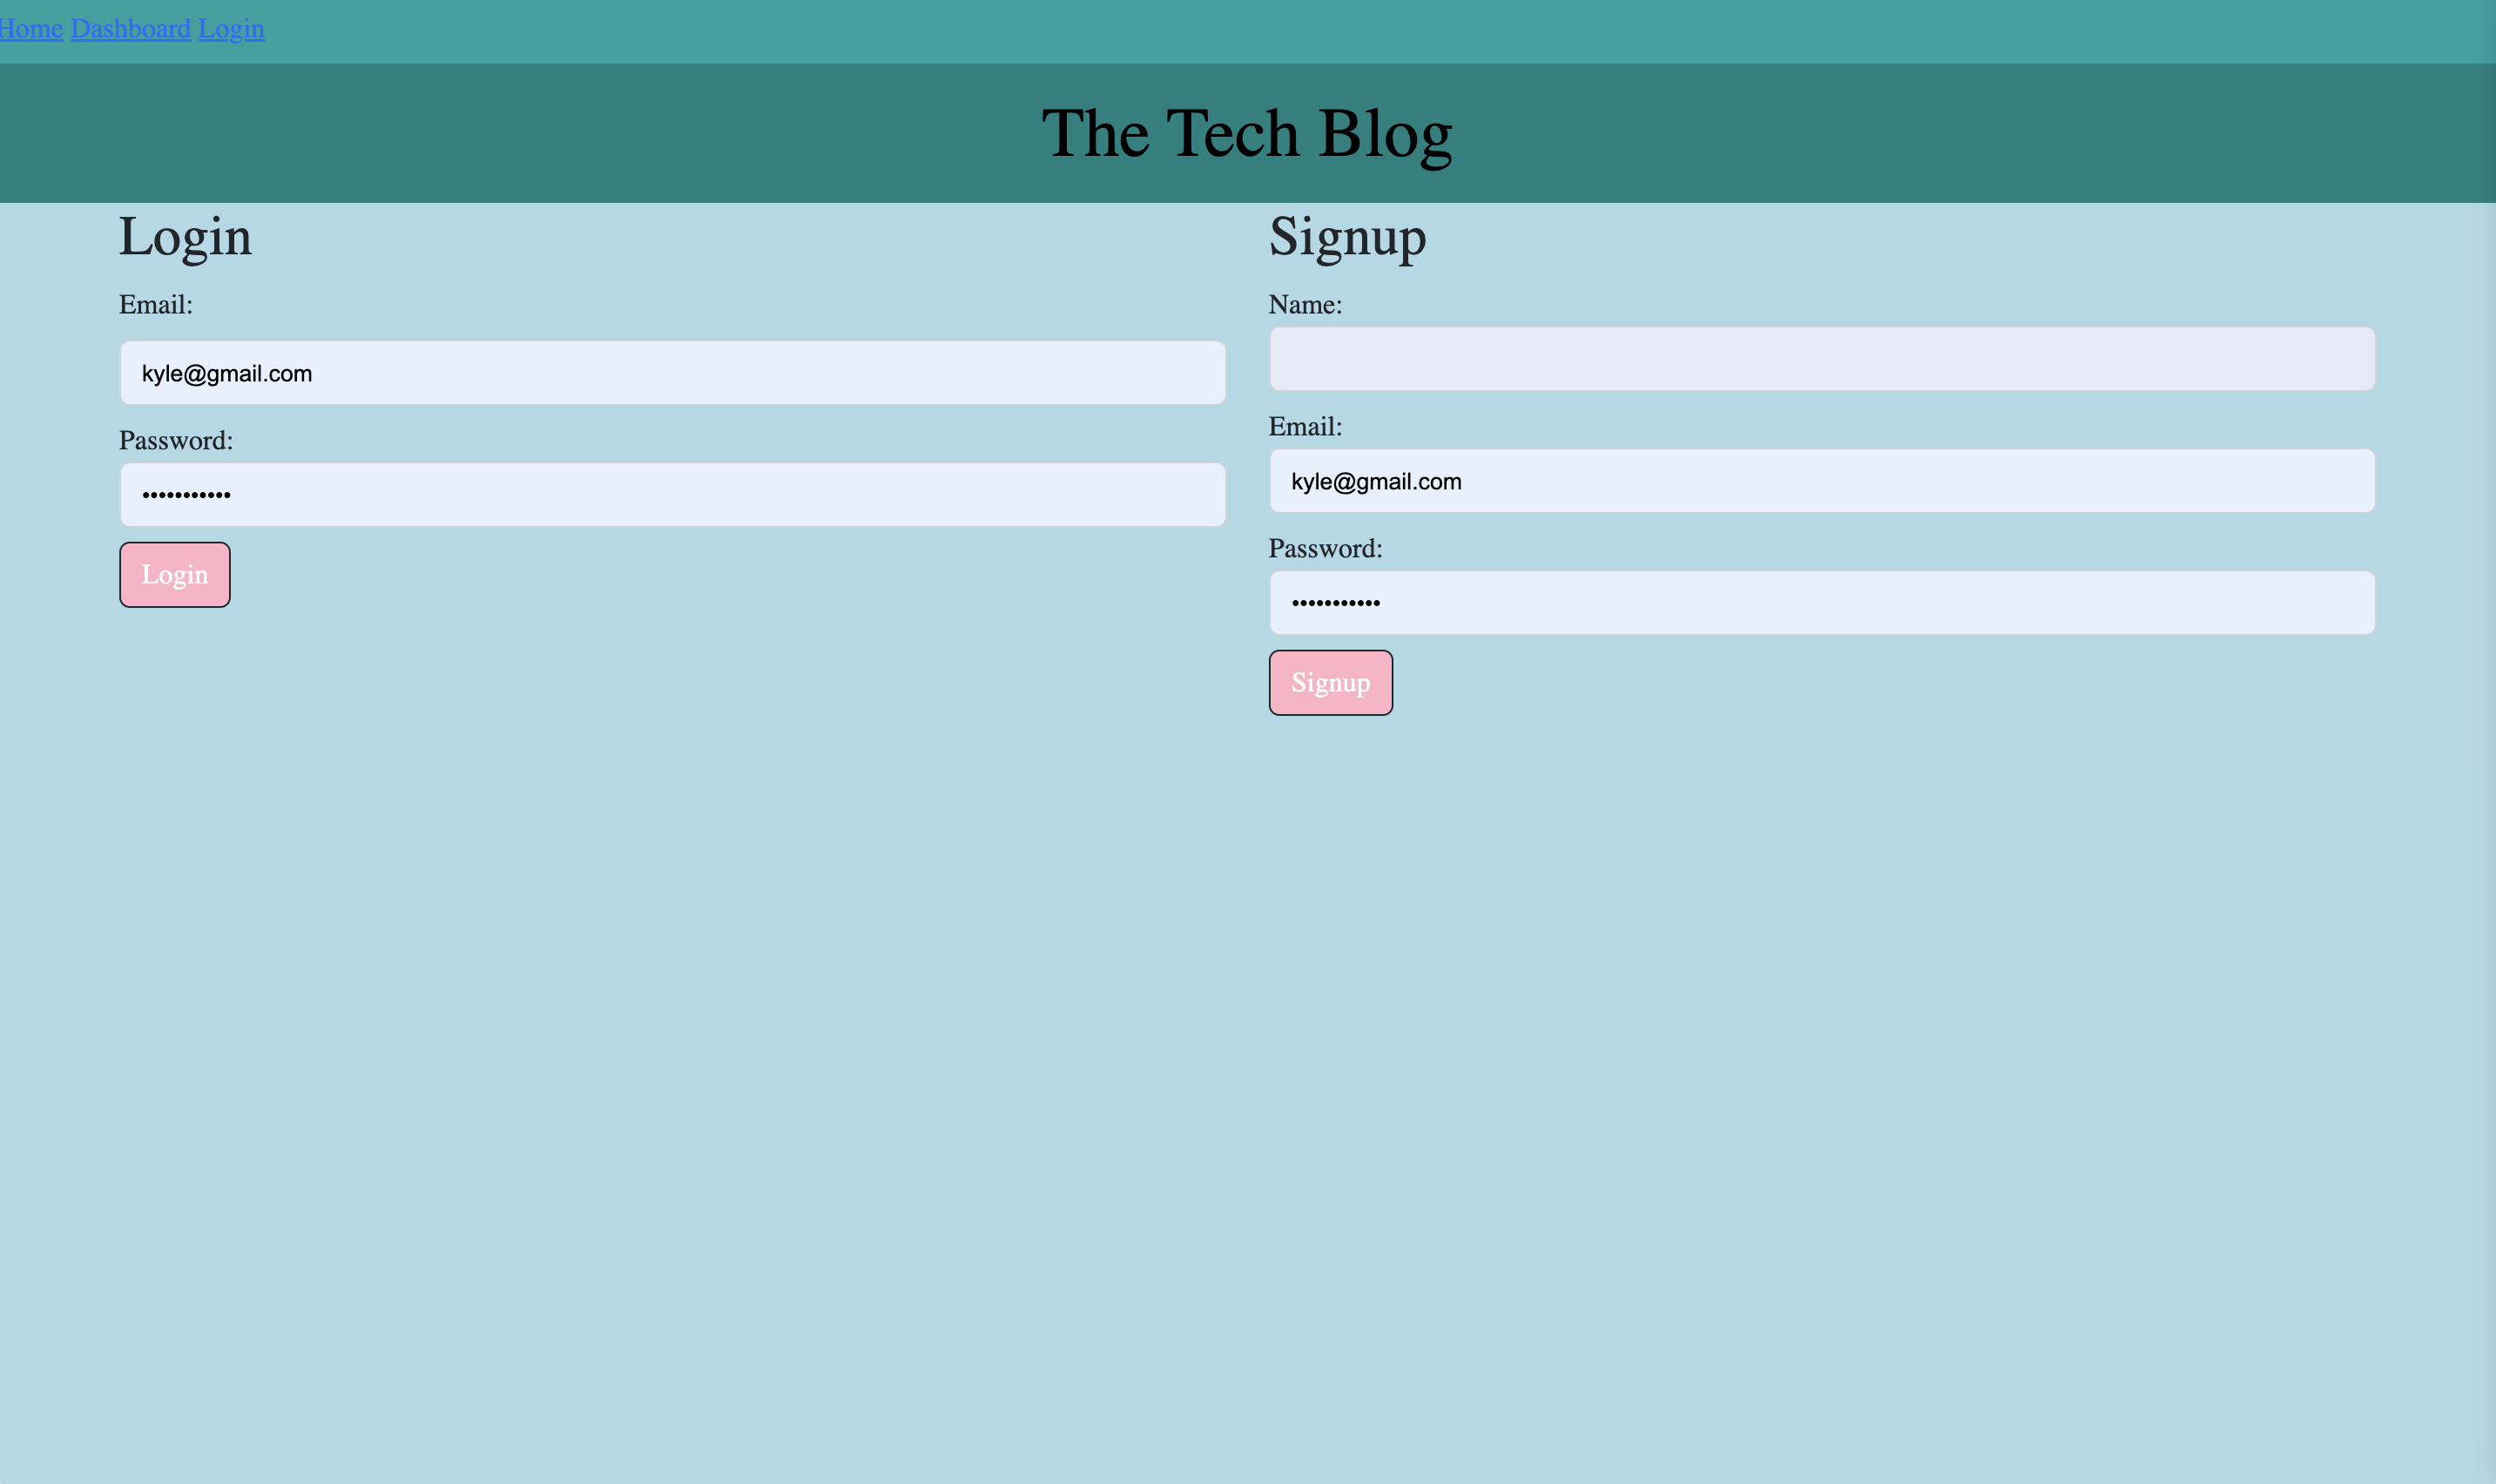 Home Dashboard Login
The Tech Blog
Login
Email:
kyle@gmail.com
Password:
•••••••••••
Login
Signup
Name:
Email:
kyle@gmail.com
Password:
•••••••••••
Signup